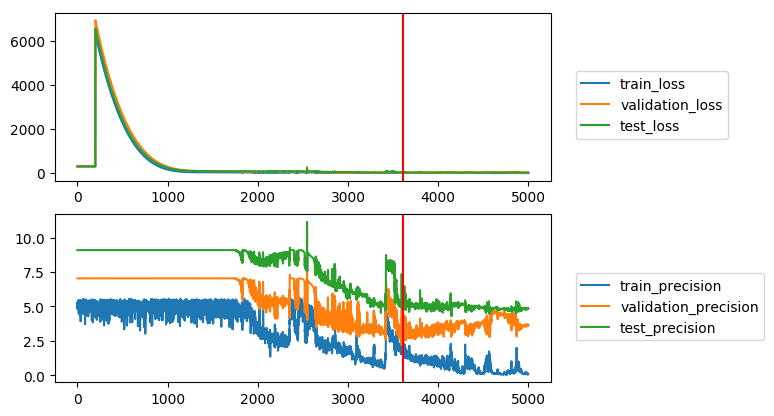 6000
4000
2000
0
0 1000 2000 3000 4000 5000
train_loss
validation_loss
test_loss
10.0
7.5
5.0
2.5
0.0
0 1000 2000 3000 4000 5000
train_precision
validation_precision
test_precision